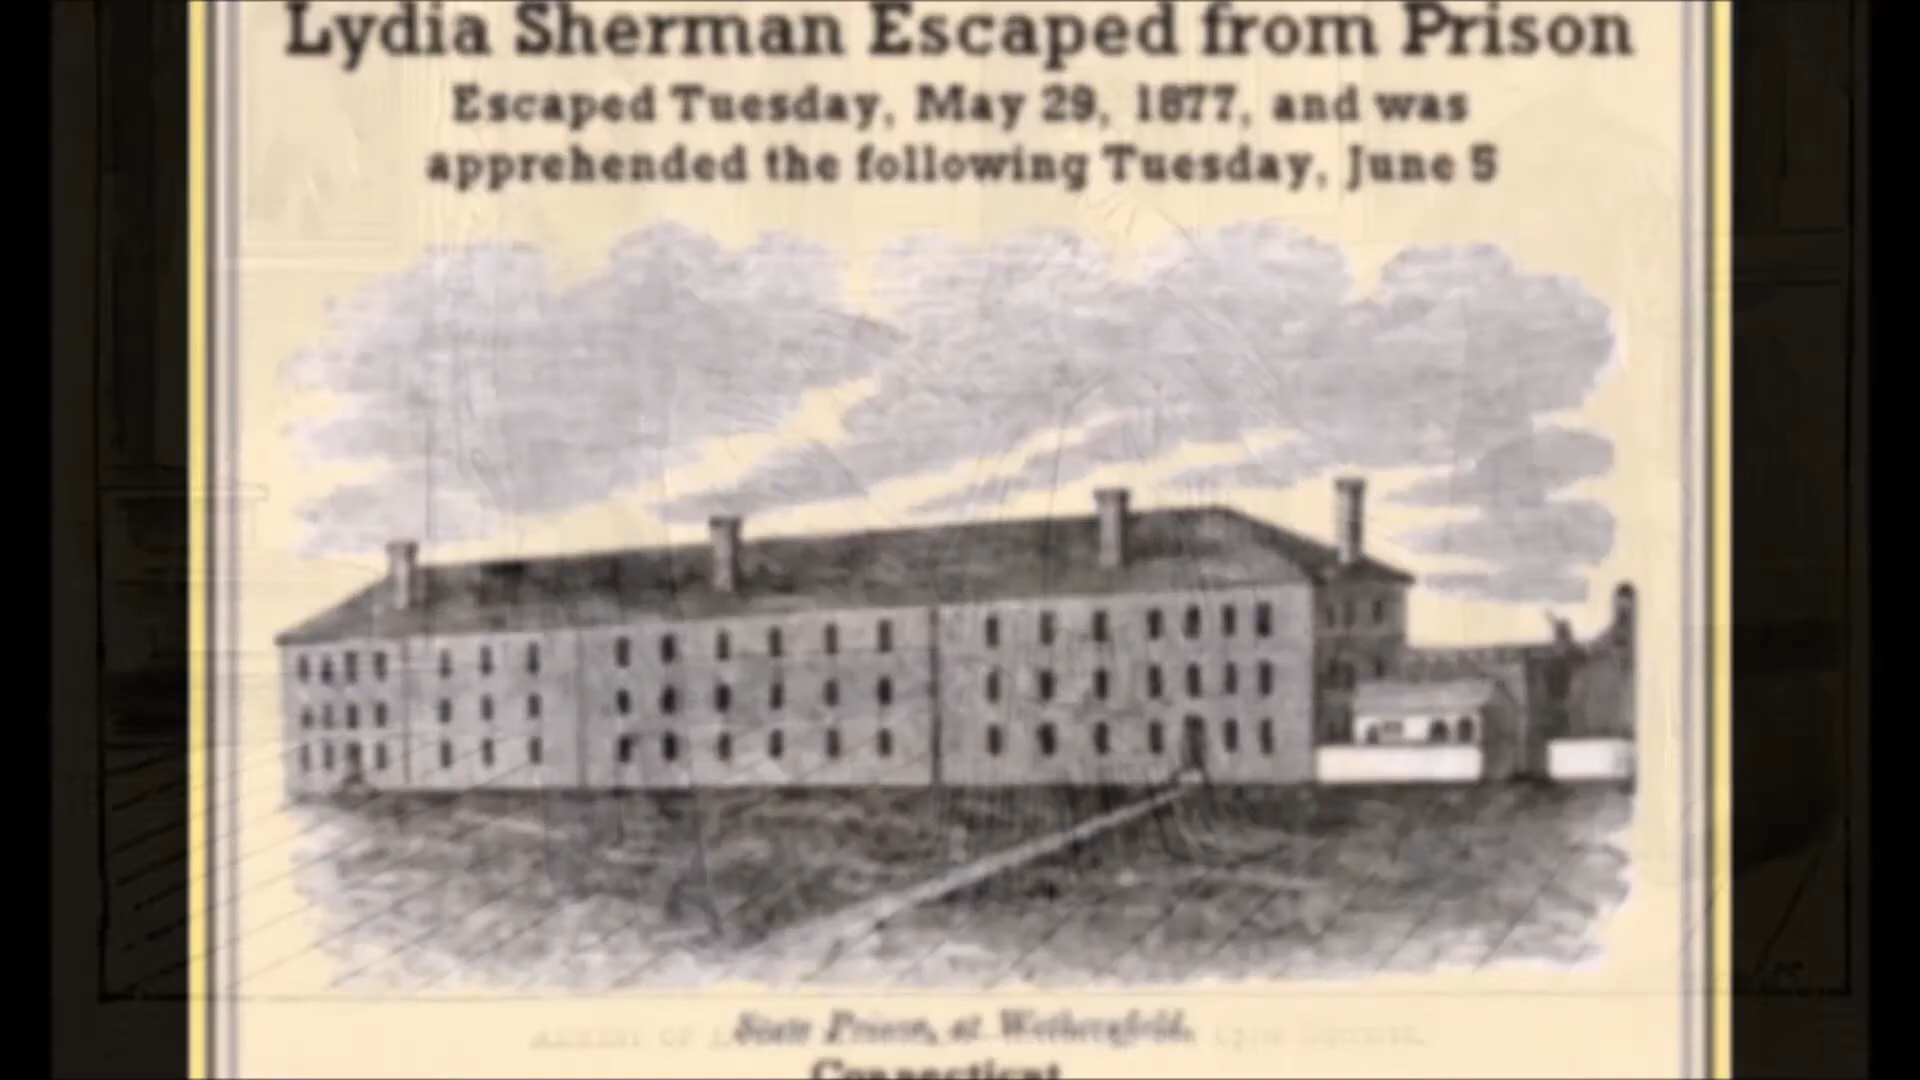 Lydia Sherman Escaped from Prison
Escaped Tuesday, May 29, 1877, and was
apprehended the following Tuesday, June 5
State Prison, at Wethersfield,
Connecticut